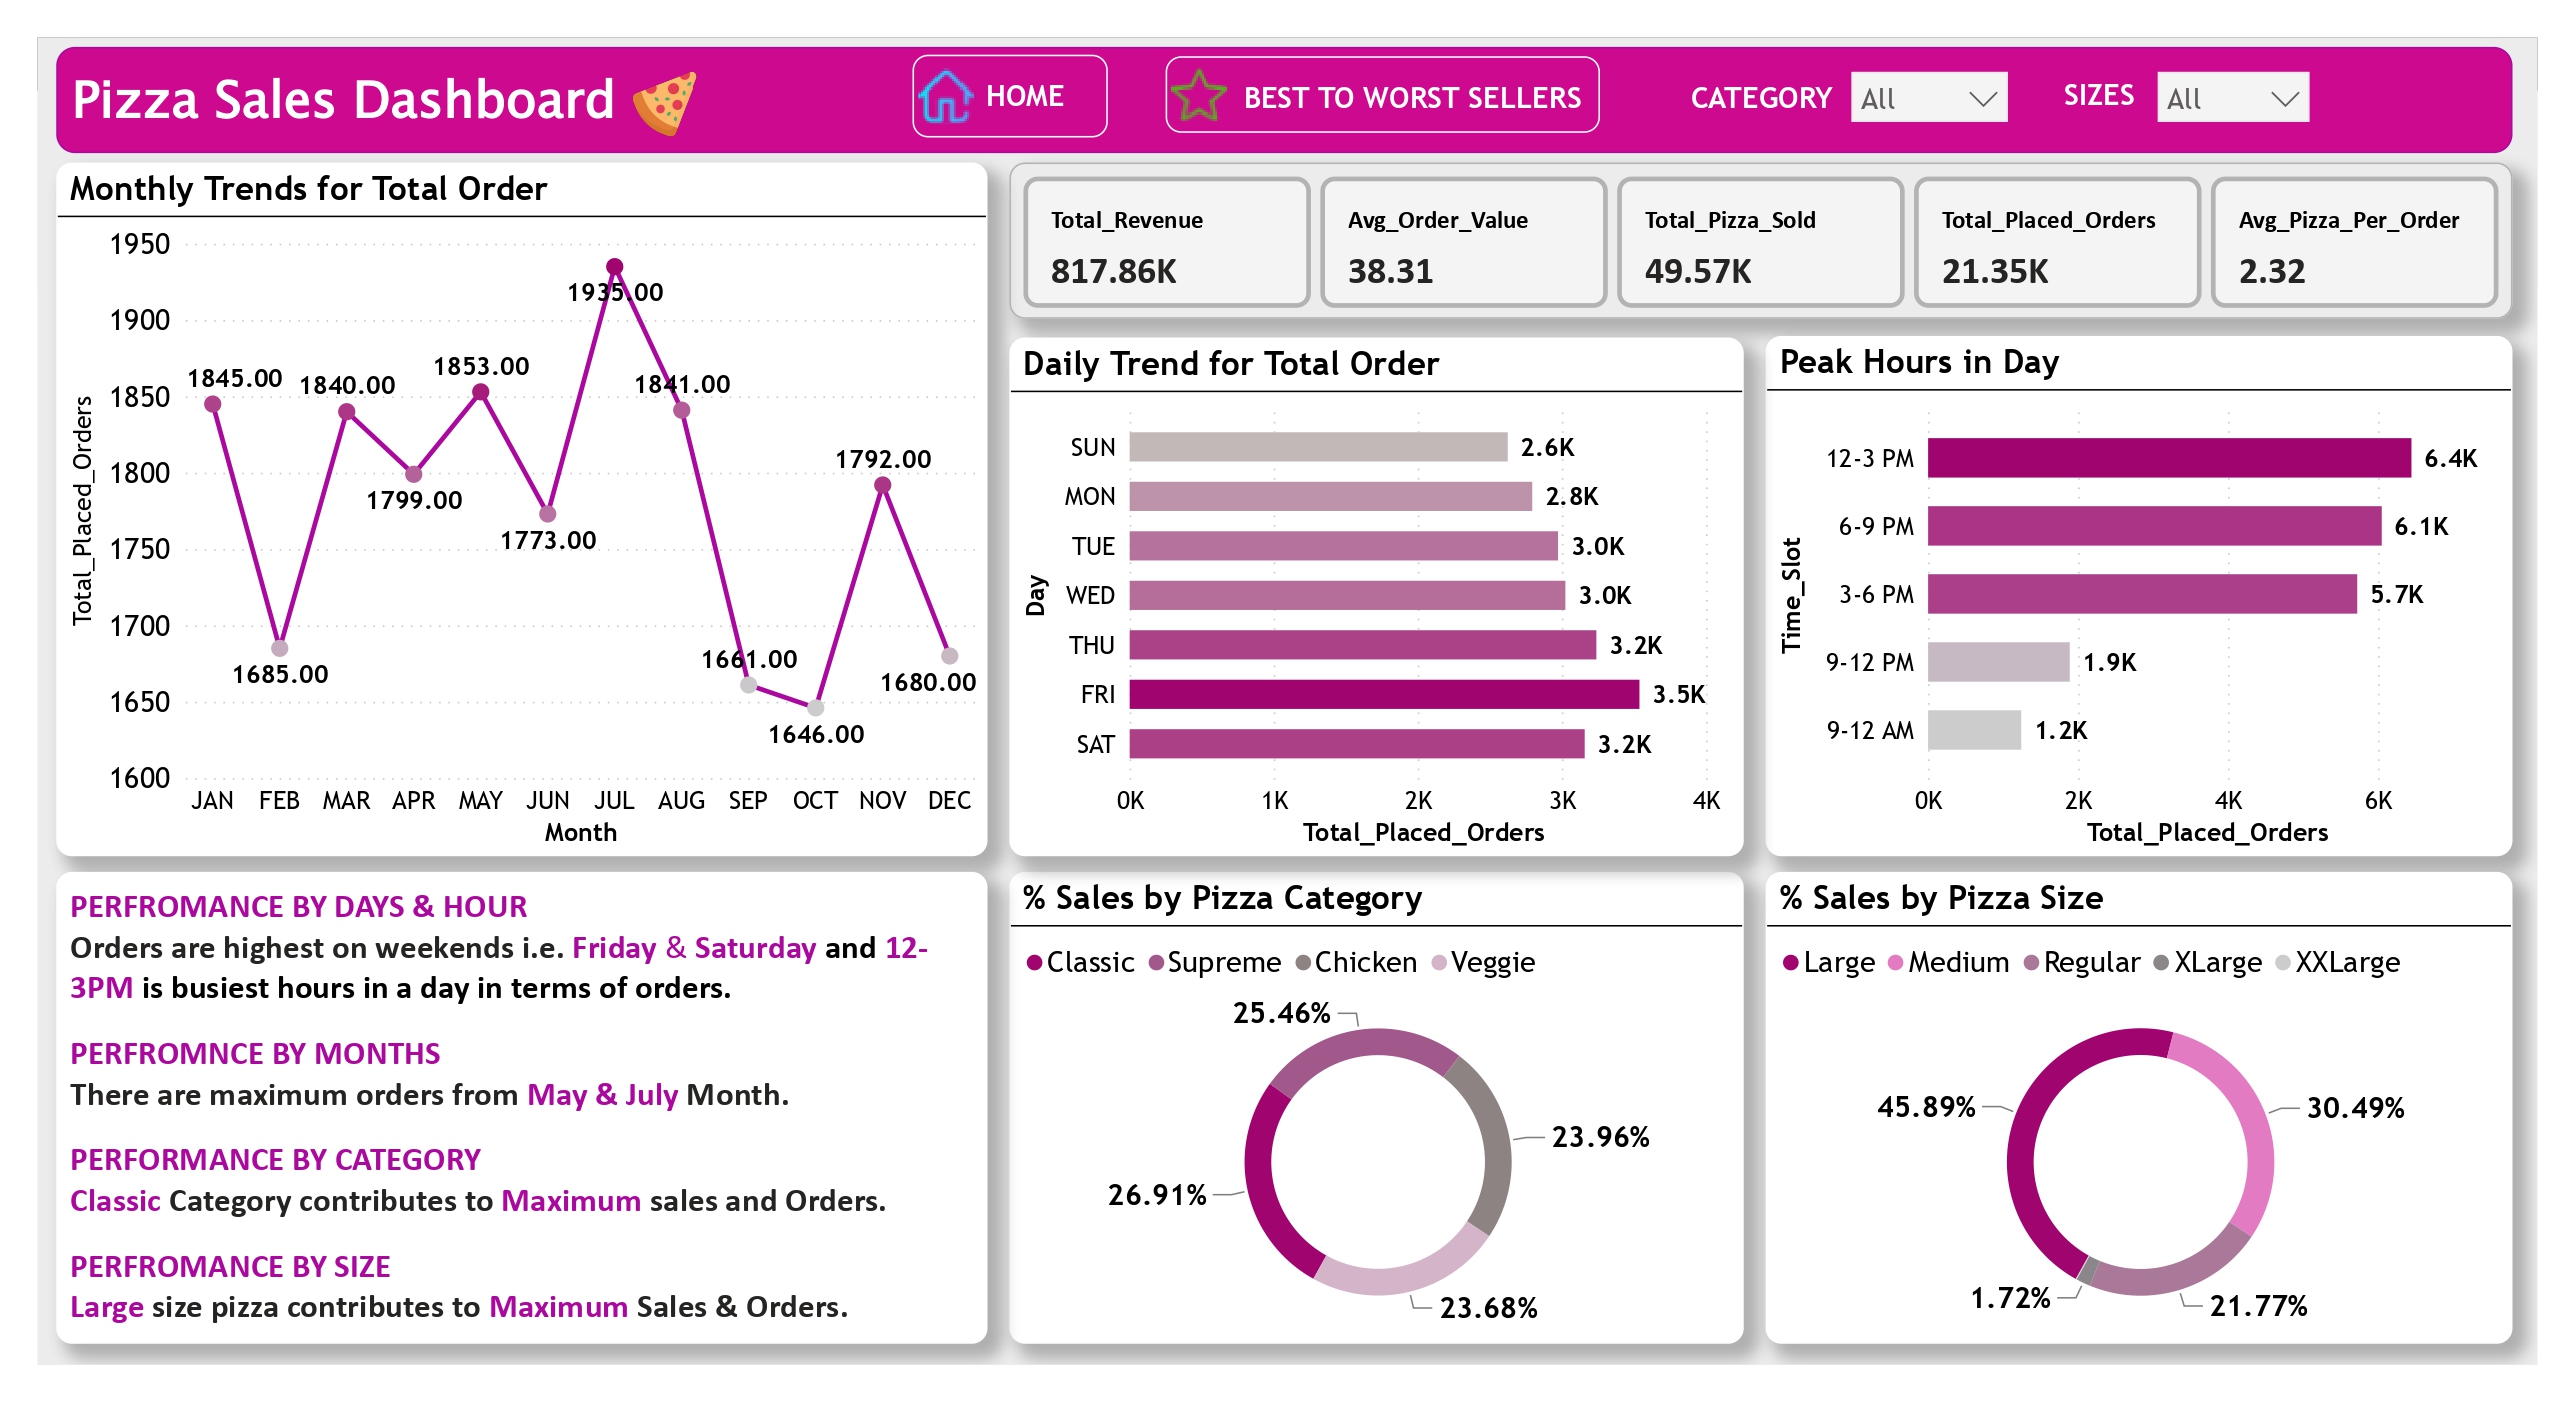 Pizza Sales Dashboard
HOME
BEST TO WORST SELLERS
CATEGORY
All
SIZES
All
Monthly Trends for Total Order
Total_Placed_Orders
1950
1900
1850
1800
1750
1700
1650
1600
1845.00
1685.00
1840.00
1799.00
1853.00
1773.00
1935.00
1841.00
1661.00
1646.00
1792.00
1680.00
JAN FEB MAR APR MAY JUN JUL AUG SEP OCT NOV DEC
Month
Total_Revenue
817.86K
Avg_Order_Value
38.31
Total_Pizza_Sold
49.57K
Total_Placed_Orders
21.35K
Avg_Pizza_Per_Order
2.32
Daily Trend for Total Order
Day
SUN 2.6K
MON 2.8K
TUE 3.0K
WED 3.0K
THU 3.2K
FRI 3.5K
SAT 3.2K
0K 1K 2K 3K 4K
Total_Placed_Orders
Peak Hours in Day
Time_Slot
12-3 PM 6.4K
6-9 PM 6.1K
3-6 PM 5.7K
9-12 PM 1.9K
9-12 AM 1.2K
0K 2K 4K 6K
Total_Placed_Orders
PERFROMANCE BY DAYS & HOUR
Orders are highest on weekends i.e. Friday & Saturday and 12-
3PM is busiest hours in a day in terms of orders.
PERFROMNCE BY MONTHS
There are maximum orders from May & July Month.
PERFORMANCE BY CATEGORY
Classic Category contributes to Maximum sales and Orders.
PERFROMANCE BY SIZE
Large size pizza contributes to Maximum Sales & Orders.
% Sales by Pizza Category
Classic Supreme Chicken Veggie
25.46%
23.96%
26.91%
23.68%
% Sales by Pizza Size
Large Medium Regular XLarge XXLarge
45.89%
30.49%
1.72%
21.77%